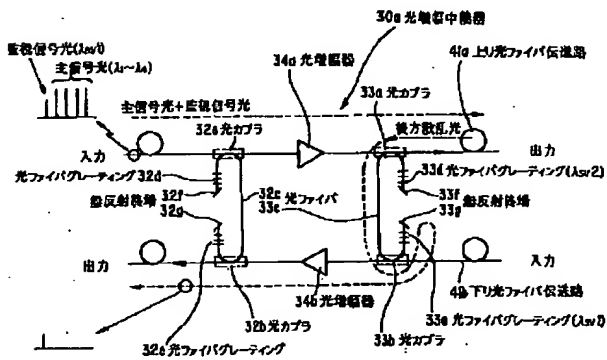 30a 光増幅中継器
監視信号光(λsv1)
主信号光(λ1~λ4)
34a 光増幅器
41a 上り光ファイバ伝送路
主信号光+監視信号光
33a 光カプラ
32a 光カプラ
後方散乱光
入力
出力
光ファイバグレーティング 32d
33d 光ファイバグレーティング(λsv2)
32f
32c 光ファイバ
33c
33f
無反射終端
32g
33g
無反射終端
出力
入力
34b 光増幅器
41b 下り光ファイバ伝送路
32b 光カプラ
33e 光ファイバグレーティング(λsv1)
32e 光ファイバグレーティング
33b 光カプラ